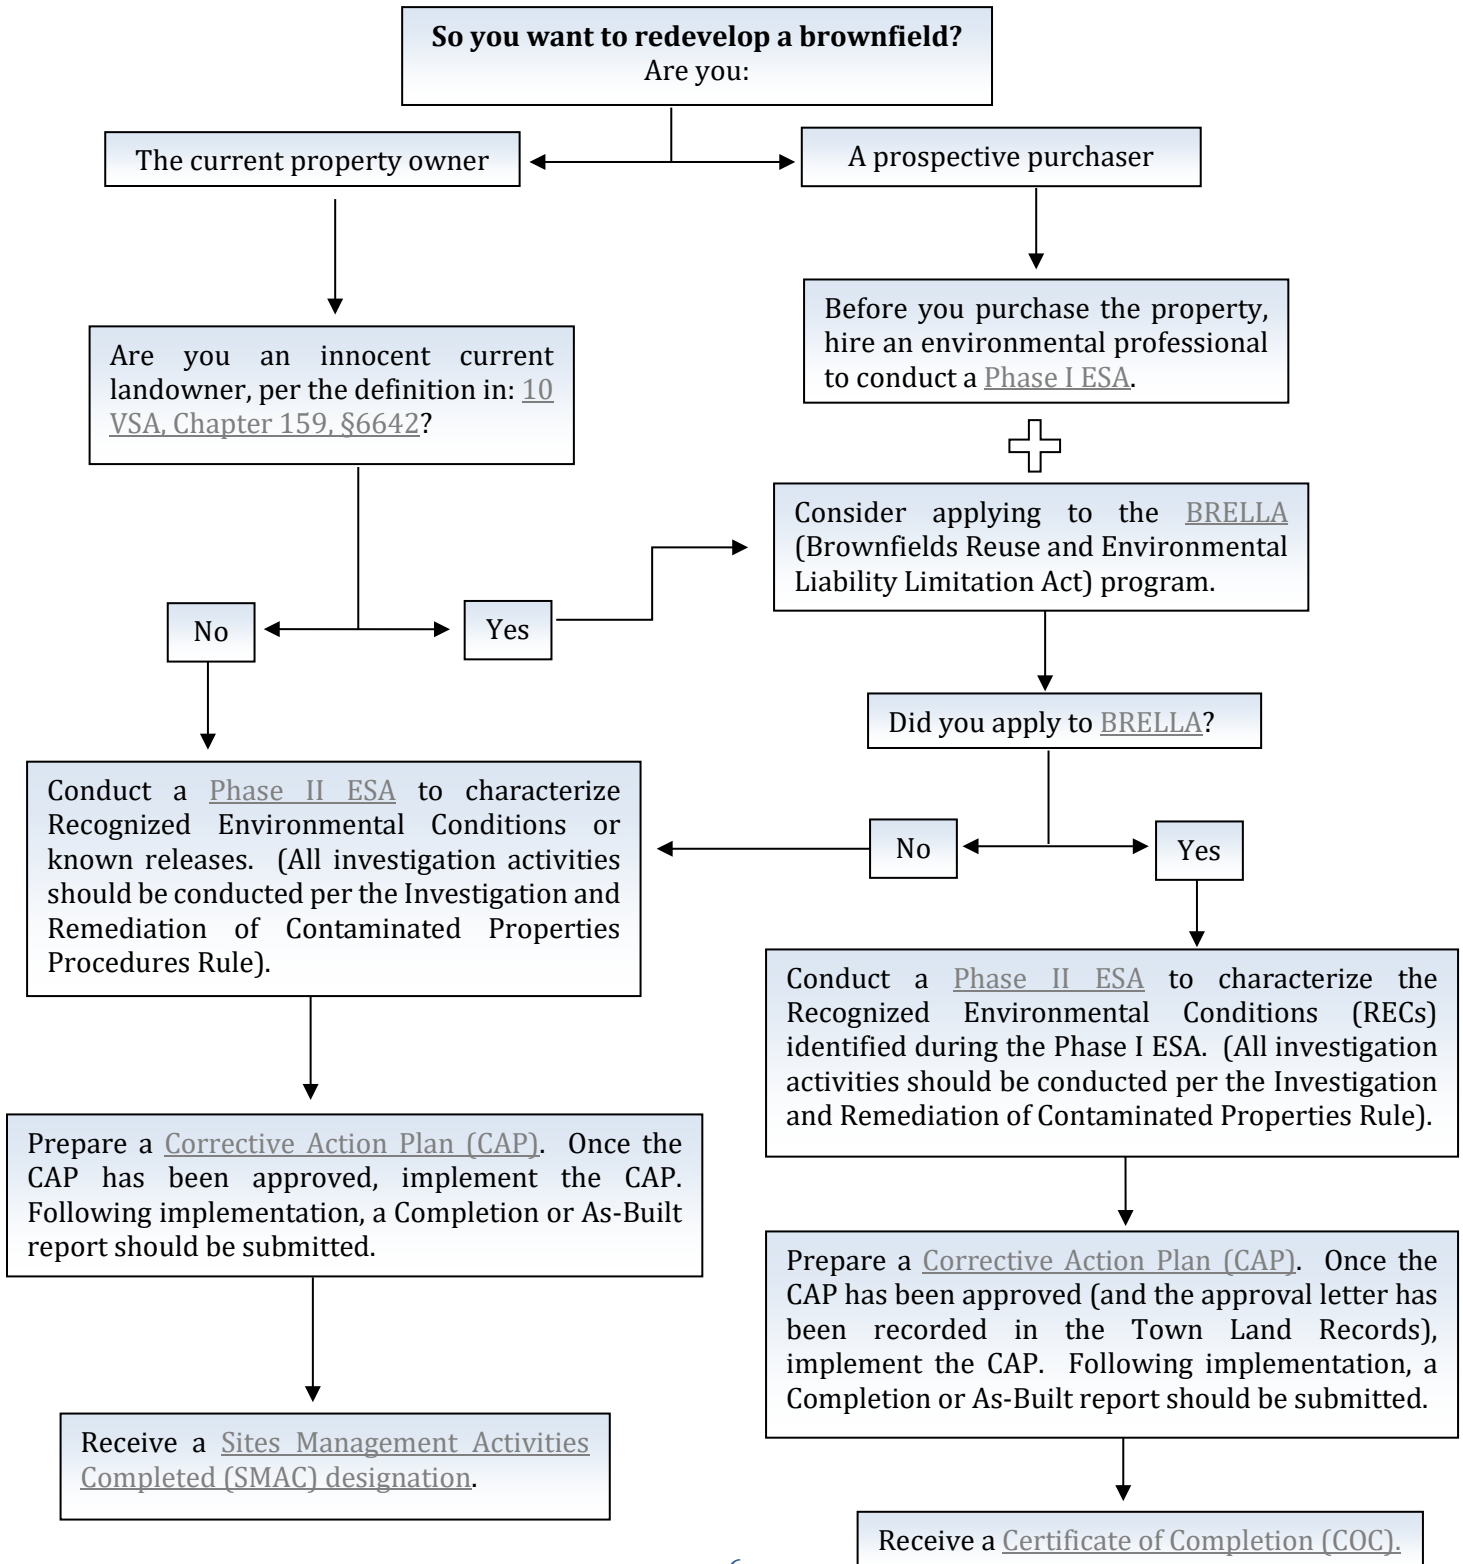 So you want to redevelop a brownfield?
Are you:
The current property owner
A prospective purchaser
Are you an innocent current
landowner, per the definition in: 10
VSA, Chapter 159, §6642?
Before you purchase the property,
hire an environmental professional
to conduct a Phase I ESA.
Consider applying to the BRELLA
(Brownfields Reuse and Environmental
Liability Limitation Act) program.
No
Yes
Did you apply to BRELLA?
No
Yes
Conduct a Phase II ESA to characterize
Recognized Environmental Conditions or
known releases. (All investigation activities
should be conducted per the Investigation and
Remediation of Contaminated Properties
Procedures Rule).
Conduct a Phase II ESA to characterize the
Recognized Environmental Conditions (RECs)
identified during the Phase I ESA. (All investigation
activities should be conducted per the Investigation
and Remediation of Contaminated Properties Rule).
Prepare a Corrective Action Plan (CAP). Once the
CAP has been approved, implement the CAP.
Following implementation, a Completion or As-Built
report should be submitted.
Prepare a Corrective Action Plan (CAP). Once the
CAP has been approved (and the approval letter has
been recorded in the Town Land Records),
implement the CAP. Following implementation, a
Completion or As-Built report should be submitted.
Receive a Sites Management Activities
Completed (SMAC) designation.
Receive a Certificate of Completion (COC).